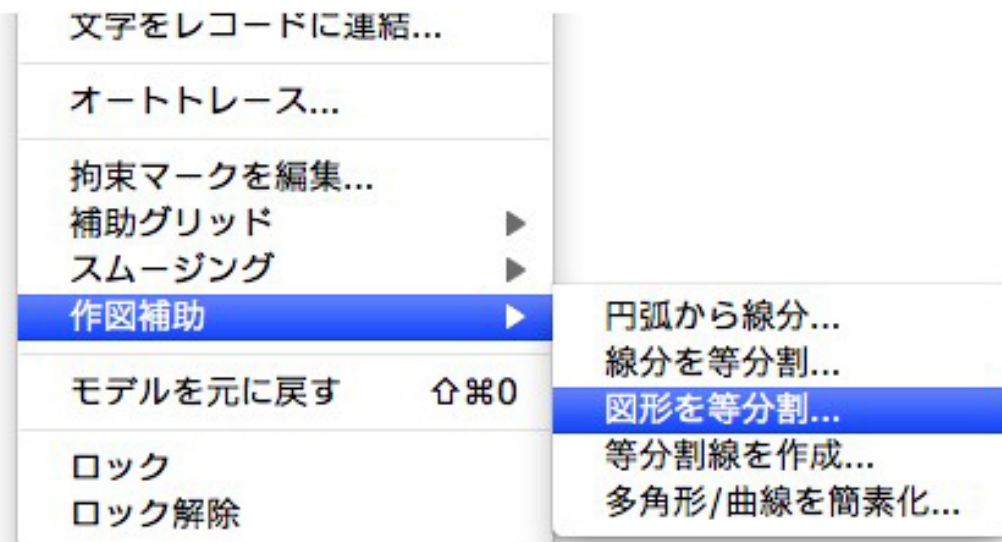 文字をレコードに連結...
オートトレース...
拘束マークを編集...
補助グリッド
スムージング
作図補助
モデルを元に戻す ⇧⌘0
ロック
ロック解除
円弧から線分...
線分を等分割...
図形を等分割...
等分割線を作成...
多角形/曲線を簡素化...